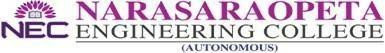 NEC
NARASARAOPETA
ENGINEERING COLLEGE
(AUTONOMOUS)